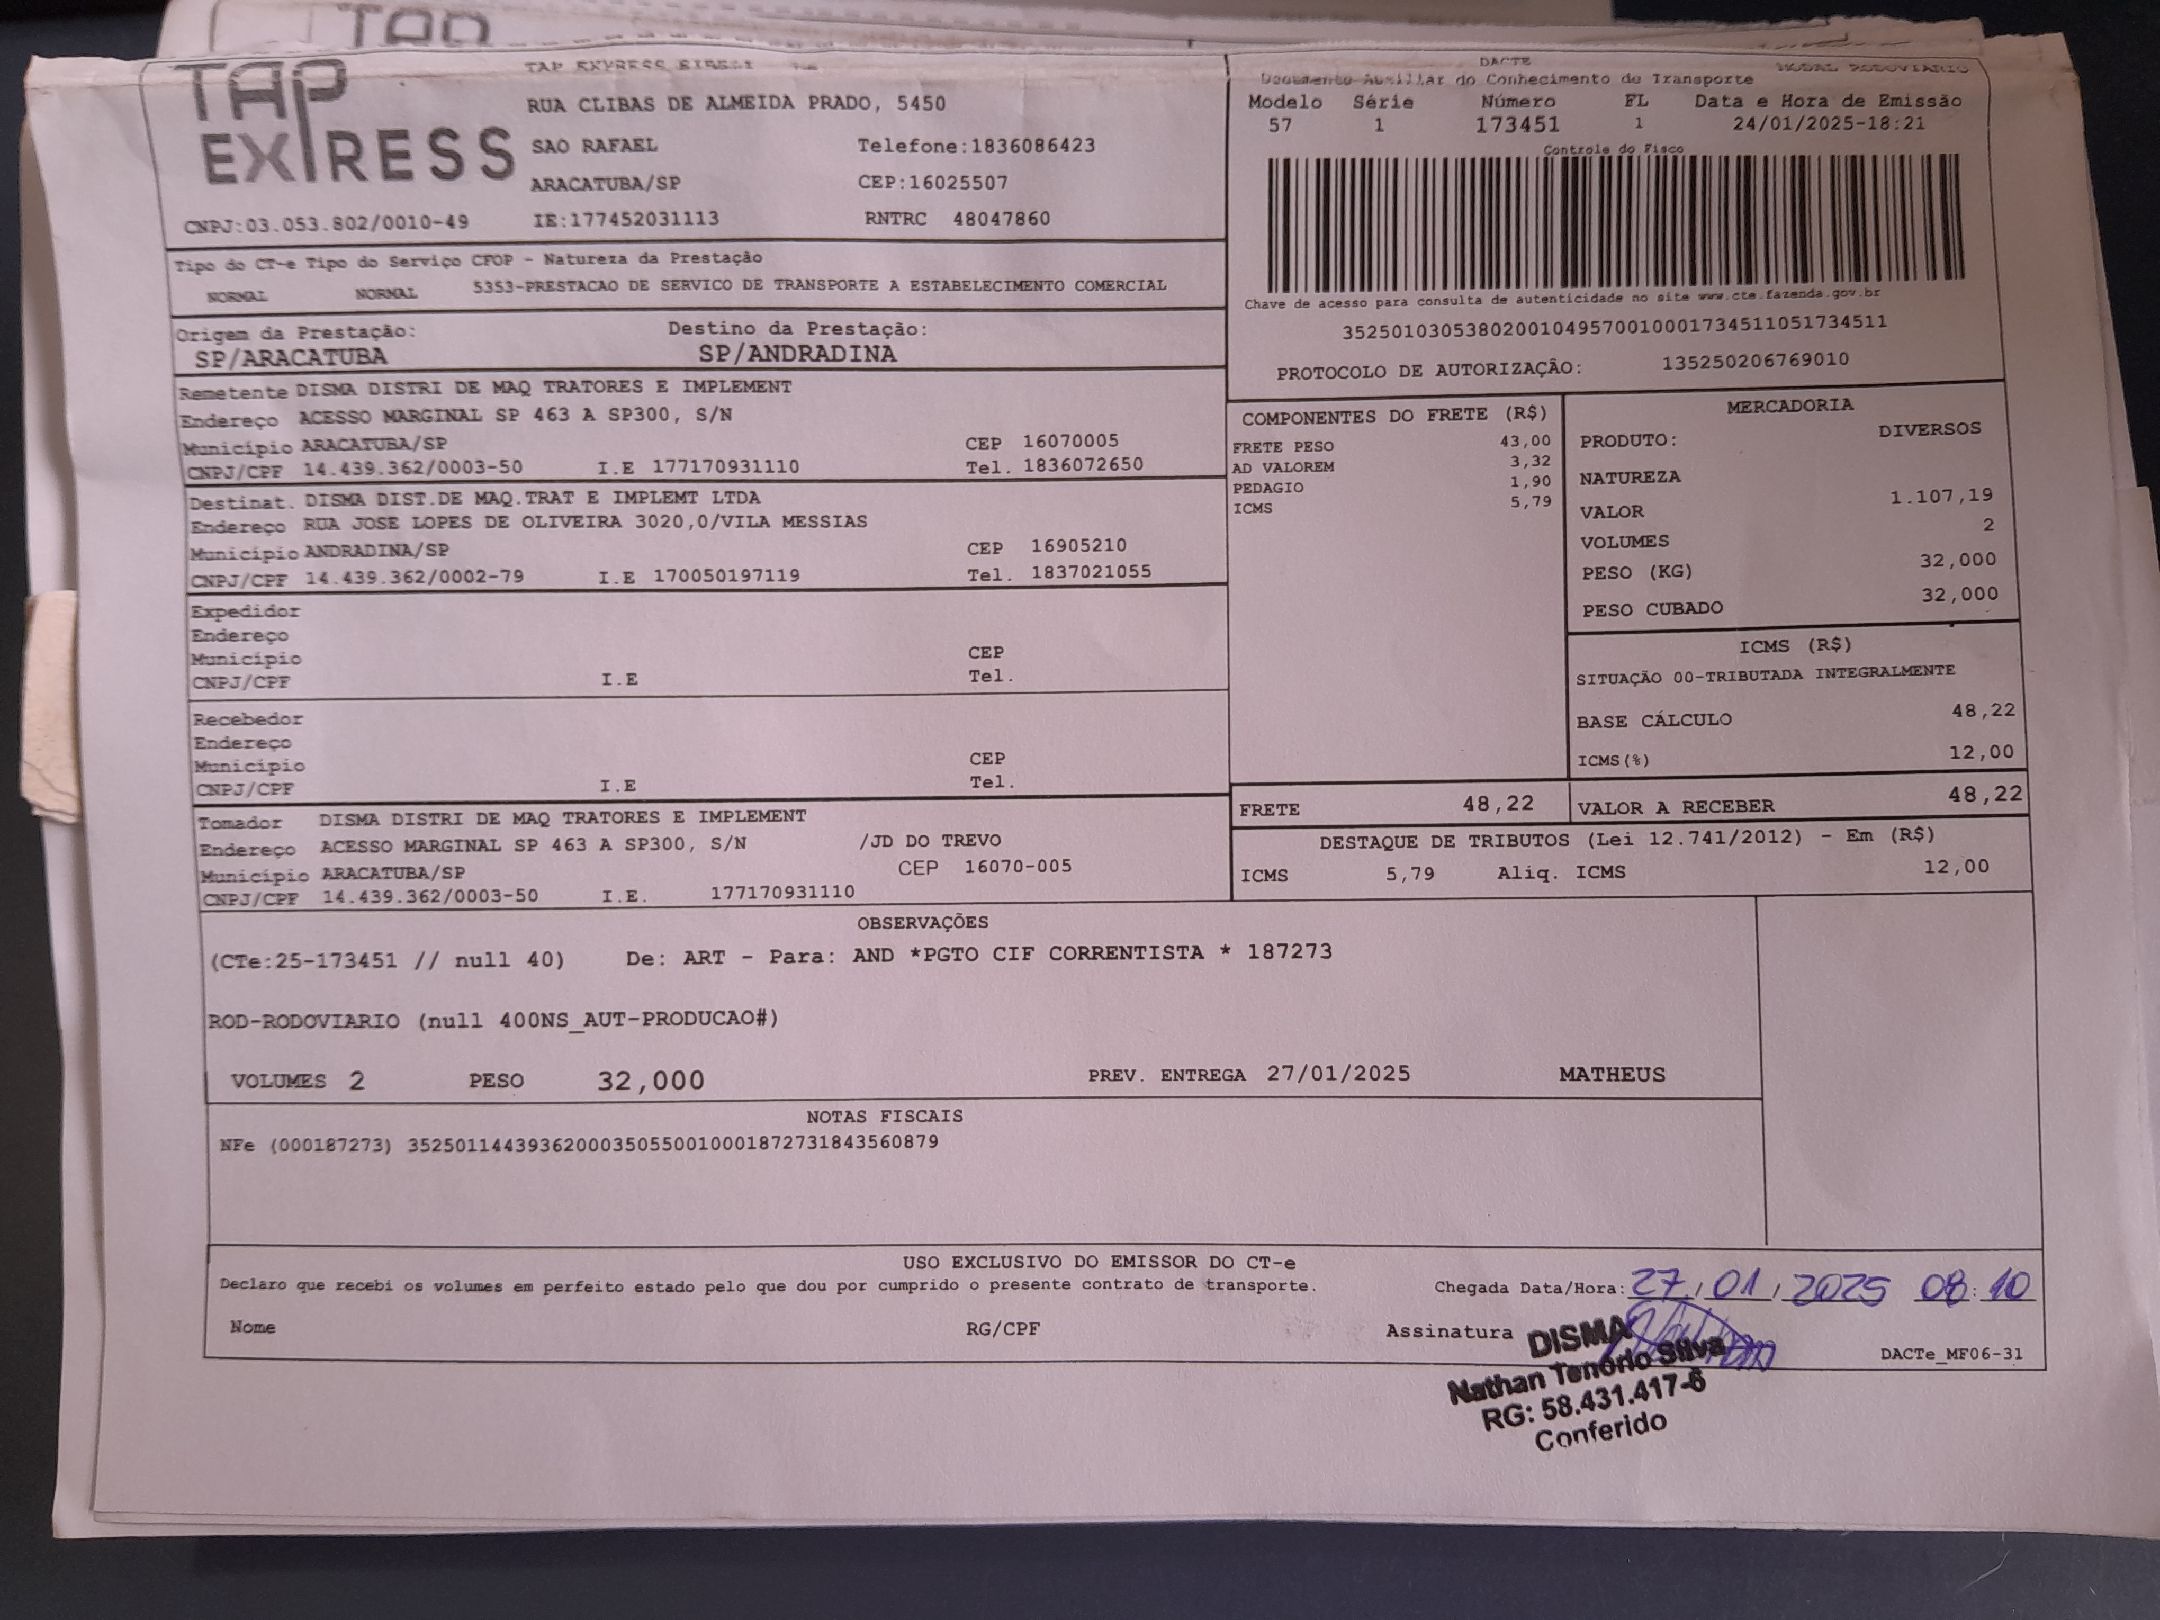 TAP
TAP EXPRESS
TAP EXPRESS EIRELI
RUA CLIBAS DE ALMEIDA PRADO, 5450
SAO RAFAEL Telefone:1836086423
ARACATUBA/SP CEP:16025507
CNPJ:03.053.802/0010-49 IE:177452031113 RNTRC 48047860
DACTE
Documento Auxiliar do Conhecimento de Transporte MODAL RODOVIARIO
Modelo Série Número FL Data e Hora de Emissão
57 1 173451 1 24/01/2025-18:21
Controle do Fisco
Chave de acesso para consulta de autenticidade no site www.cte.fazenda.gov.br
35250103053802001049570010001734511051734511
PROTOCOLO DE AUTORIZAÇÂO: 135250206769010
Tipo do CT-e Tipo do Serviço CFOP - Natureza da Prestação
NORMAL NORMAL 5353-PRESTACAO DE SERVICO DE TRANSPORTE A ESTABELECIMENTO COMERCIAL
Origem da Prestação: Destino da Prestação:
SP/ARACATUBA SP/ANDRADINA
Remetente DISMA DISTRI DE MAQ TRATORES E IMPLEMENT
Endereço ACESSO MARGINAL SP 463 A SP300, S/N
Município ARACATUBA/SP CEP 16070005
CNPJ/CPF 14.439.362/0003-50 I.E 177170931110 Tel. 1836072650
Destinat. DISMA DIST.DE MAQ.TRAT E IMPLEMT LTDA
Endereço RUA JOSE LOPES DE OLIVEIRA 3020,0/VILA MESSIAS
Município ANDRADINA/SP CEP 16905210
CNPJ/CPF 14.439.362/0002-79 I.E 170050197119 Tel. 1837021055
Expedidor
Endereço
Município CEP
CNPJ/CPF I.E Tel.
Recebedor
Endereço
Município CEP
CNPJ/CPF I.E Tel.
Tomador DISMA DISTRI DE MAQ TRATORES E IMPLEMENT
Endereço ACESSO MARGINAL SP 463 A SP300, S/N /JD DO TREVO
Município ARACATUBA/SP CEP 16070-005
CNPJ/CPF 14.439.362/0003-50 I.E. 177170931110
COMPONENTES DO FRETE (R$)
FRETE PESO 43,00
AD VALOREM 3,32
PEDAGIO 1,90
ICMS 5,79
MERCADORIA
PRODUTO: DIVERSOS
NATUREZA
VALOR 1.107,19
VOLUMES 2
PESO (KG) 32,000
PESO CUBADO 32,000
ICMS (R$)
SITUAÇÃO 00-TRIBUTADA INTEGRALMENTE
BASE CÁLCULO 48,22
ICMS(%) 12,00
FRETE 48,22 VALOR A RECEBER 48,22
DESTAQUE DE TRIBUTOS (Lei 12.741/2012) - Em (R$)
ICMS 5,79 Aliq. ICMS 12,00
OBSERVAÇÕES
(CTe:25-173451 // null 40) De: ART - Para: AND *PGTO CIF CORRENTISTA * 187273
ROD-RODOVIARIO (null 400NS_AUT-PRODUCAO#)
VOLUMES 2 PESO 32,000 PREV. ENTREGA 27/01/2025 MATHEUS
NOTAS FISCAIS
NFe (000187273) 35250114439362000350550010001872731843560879
USO EXCLUSIVO DO EMISSOR DO CT-e
Declaro que recebi os volumes em perfeito estado pelo que dou por cumprido o presente contrato de transporte. Chegada Data/Hora: 27/01/2025 08:10
Nome RG/CPF Assinatura
DACTe_MF06-31
DISMA
Nathan Tenório Silva
RG: 58.431.417-6
Conferido